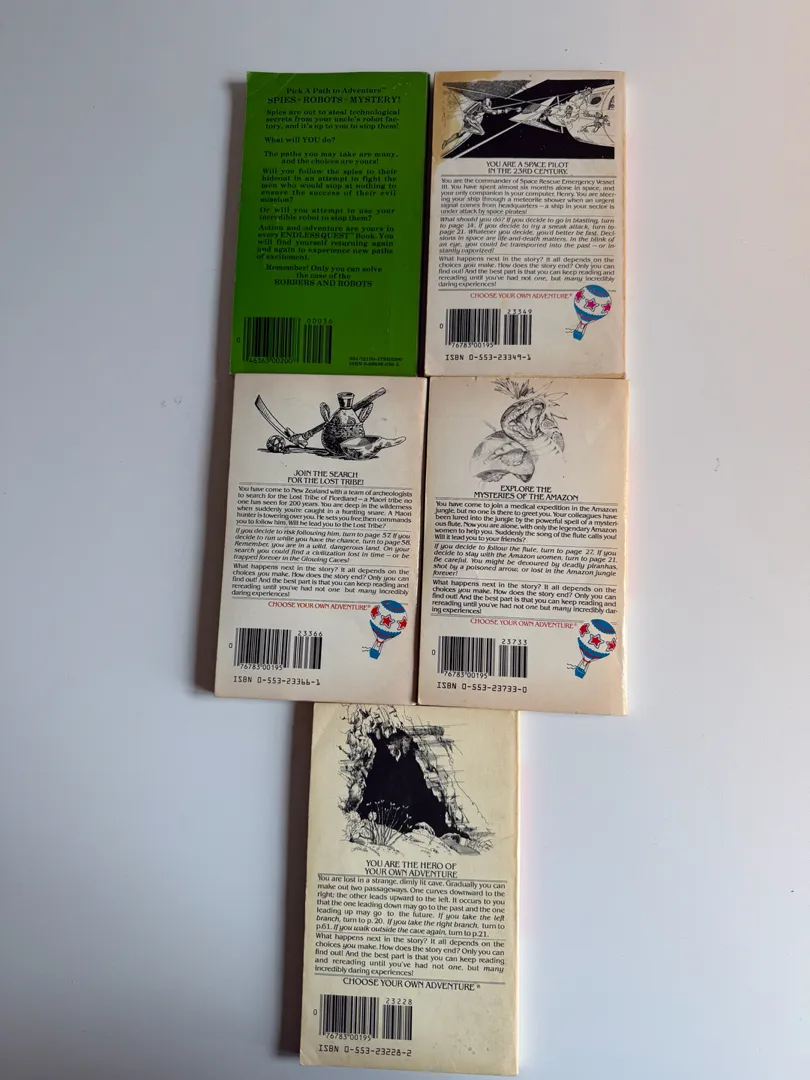 Pick A Path to Adventure™
SPIES • ROBOTS • MYSTERY!
Spies are out to steal technological
secrets from your uncle's robot fac-
tory, and it's up to you to stop them!
What will YOU do?
The paths you may take are many,
and the choices are yours!
Will you follow the spies to their
hideout in an attempt to fight the
men who would stop at nothing to
ensure the success of their evil
mission?
Or will you attempt to use your
incredible robot to stop them?
Action and adventure are yours in
every ENDLESS QUEST™ Book. You
will find yourself returning again
and again to experience new paths
of excitement.
Remember! Only you can solve
the case of the
ROBBERS AND ROBOTS
00036
0
46363 00200
YOU ARE A SPACE PILOT
IN THE 23RD CENTURY.
You are the commander of Space Rescue Emergency Vessel
III. You have spent almost six months alone in space, and
your only companion is your computer, Henry. You are steer-
ing your ship through a meteorite shower when an urgent
signal comes from headquarters—a ship in your sector is
under attack by space pirates!
What should you do? If you decide to go in blasting, turn
to page 14. If you decide to try a sneak attack, turn to
page 21. Whatever you decide, you'd better be fast. Deci-
sions in space are life-and-death matters. In the blink of
an eye, you could be transported into the past—or in-
stantly vaporized!
What happens next in the story? It all depends on the
choices you make. How does the story end? Only you can
find out! And the best part is that you can keep reading and
rereading until you've had not one, but many incredibly
daring experiences!
CHOOSE YOUR OWN ADVENTURE®
23349
0
76783 00195
ISBN 0-553-23349-1
JOIN THE SEARCH
FOR THE LOST TRIBE!
You have come to New Zealand with a team of archeologists
to search for the Lost Tribe of Fiordland—a Maori tribe no
one has seen for 200 years. You are deep in the wilderness
when suddenly you're caught in a hunting snare. A Maori
hunter is towering over you. He sets you free, then commands
you to follow him. Will he lead you to the Lost Tribe?
If you decide to risk following him, turn to page 57. If you
decide to run while you have the chance, turn to page 58.
Remember, you are in a wild, dangerous land. On your
search you could find a civilization lost in time—or be
trapped forever in the Glowing Caves!
What happens next in the story? It all depends on the
choices you make. How does the story end? Only you can
find out! And the best part is that you can keep reading and
rereading until you've had not one but many incredibly
daring experiences!
CHOOSE YOUR OWN ADVENTURE®
23366
0
76783 00195
ISBN 0-553-23366-1
EXPLORE THE
MYSTERIES OF THE AMAZON
You have come to join a medical expedition in the Amazon
jungle, but no one is there to greet you. Your colleagues have
been lured into the jungle by the powerful spell of a mysteri-
ous flute. Now you are alone, with only the legendary Amazon
women to help you. Suddenly the song of the flute calls you!
Will it lead you to your friends?
If you decide to follow the flute, turn to page 27. If you
decide to stay with the Amazon women, turn to page 21.
Be careful. You might be devoured by deadly piranhas,
shot by a poisoned arrow, or lost in the Amazon jungle
forever!
What happens next in the story? It all depends on the
choices you make. How does the story end? Only you can
find out! And the best part is that you can keep reading and
rereading until you've had not one but many incredibly dar-
ing experiences!
CHOOSE YOUR OWN ADVENTURE®
23733
0
76783 00195
ISBN 0-553-23733-0
YOU ARE THE HERO OF
YOUR OWN ADVENTURE
You are lost in a strange, dimly lit cave. Gradually you can
make out two passageways. One curves downward to the
right; the other leads upward to the left. It occurs to you
that the one leading down may go to the past and the one
leading up may go to the future. If you take the left
branch, turn to p. 20. If you take the right branch, turn to
p.61. If you walk outside the cave again, turn to p.21.
What happens next in the story? It all depends on the
choices you make. How does the story end? Only you can
find out! And the best part is that you can keep reading
and rereading until you've had not one, but many
incredibly daring experiences!
CHOOSE YOUR OWN ADVENTURE®
23228
0
76783 00195
ISBN 0-553-23228-2